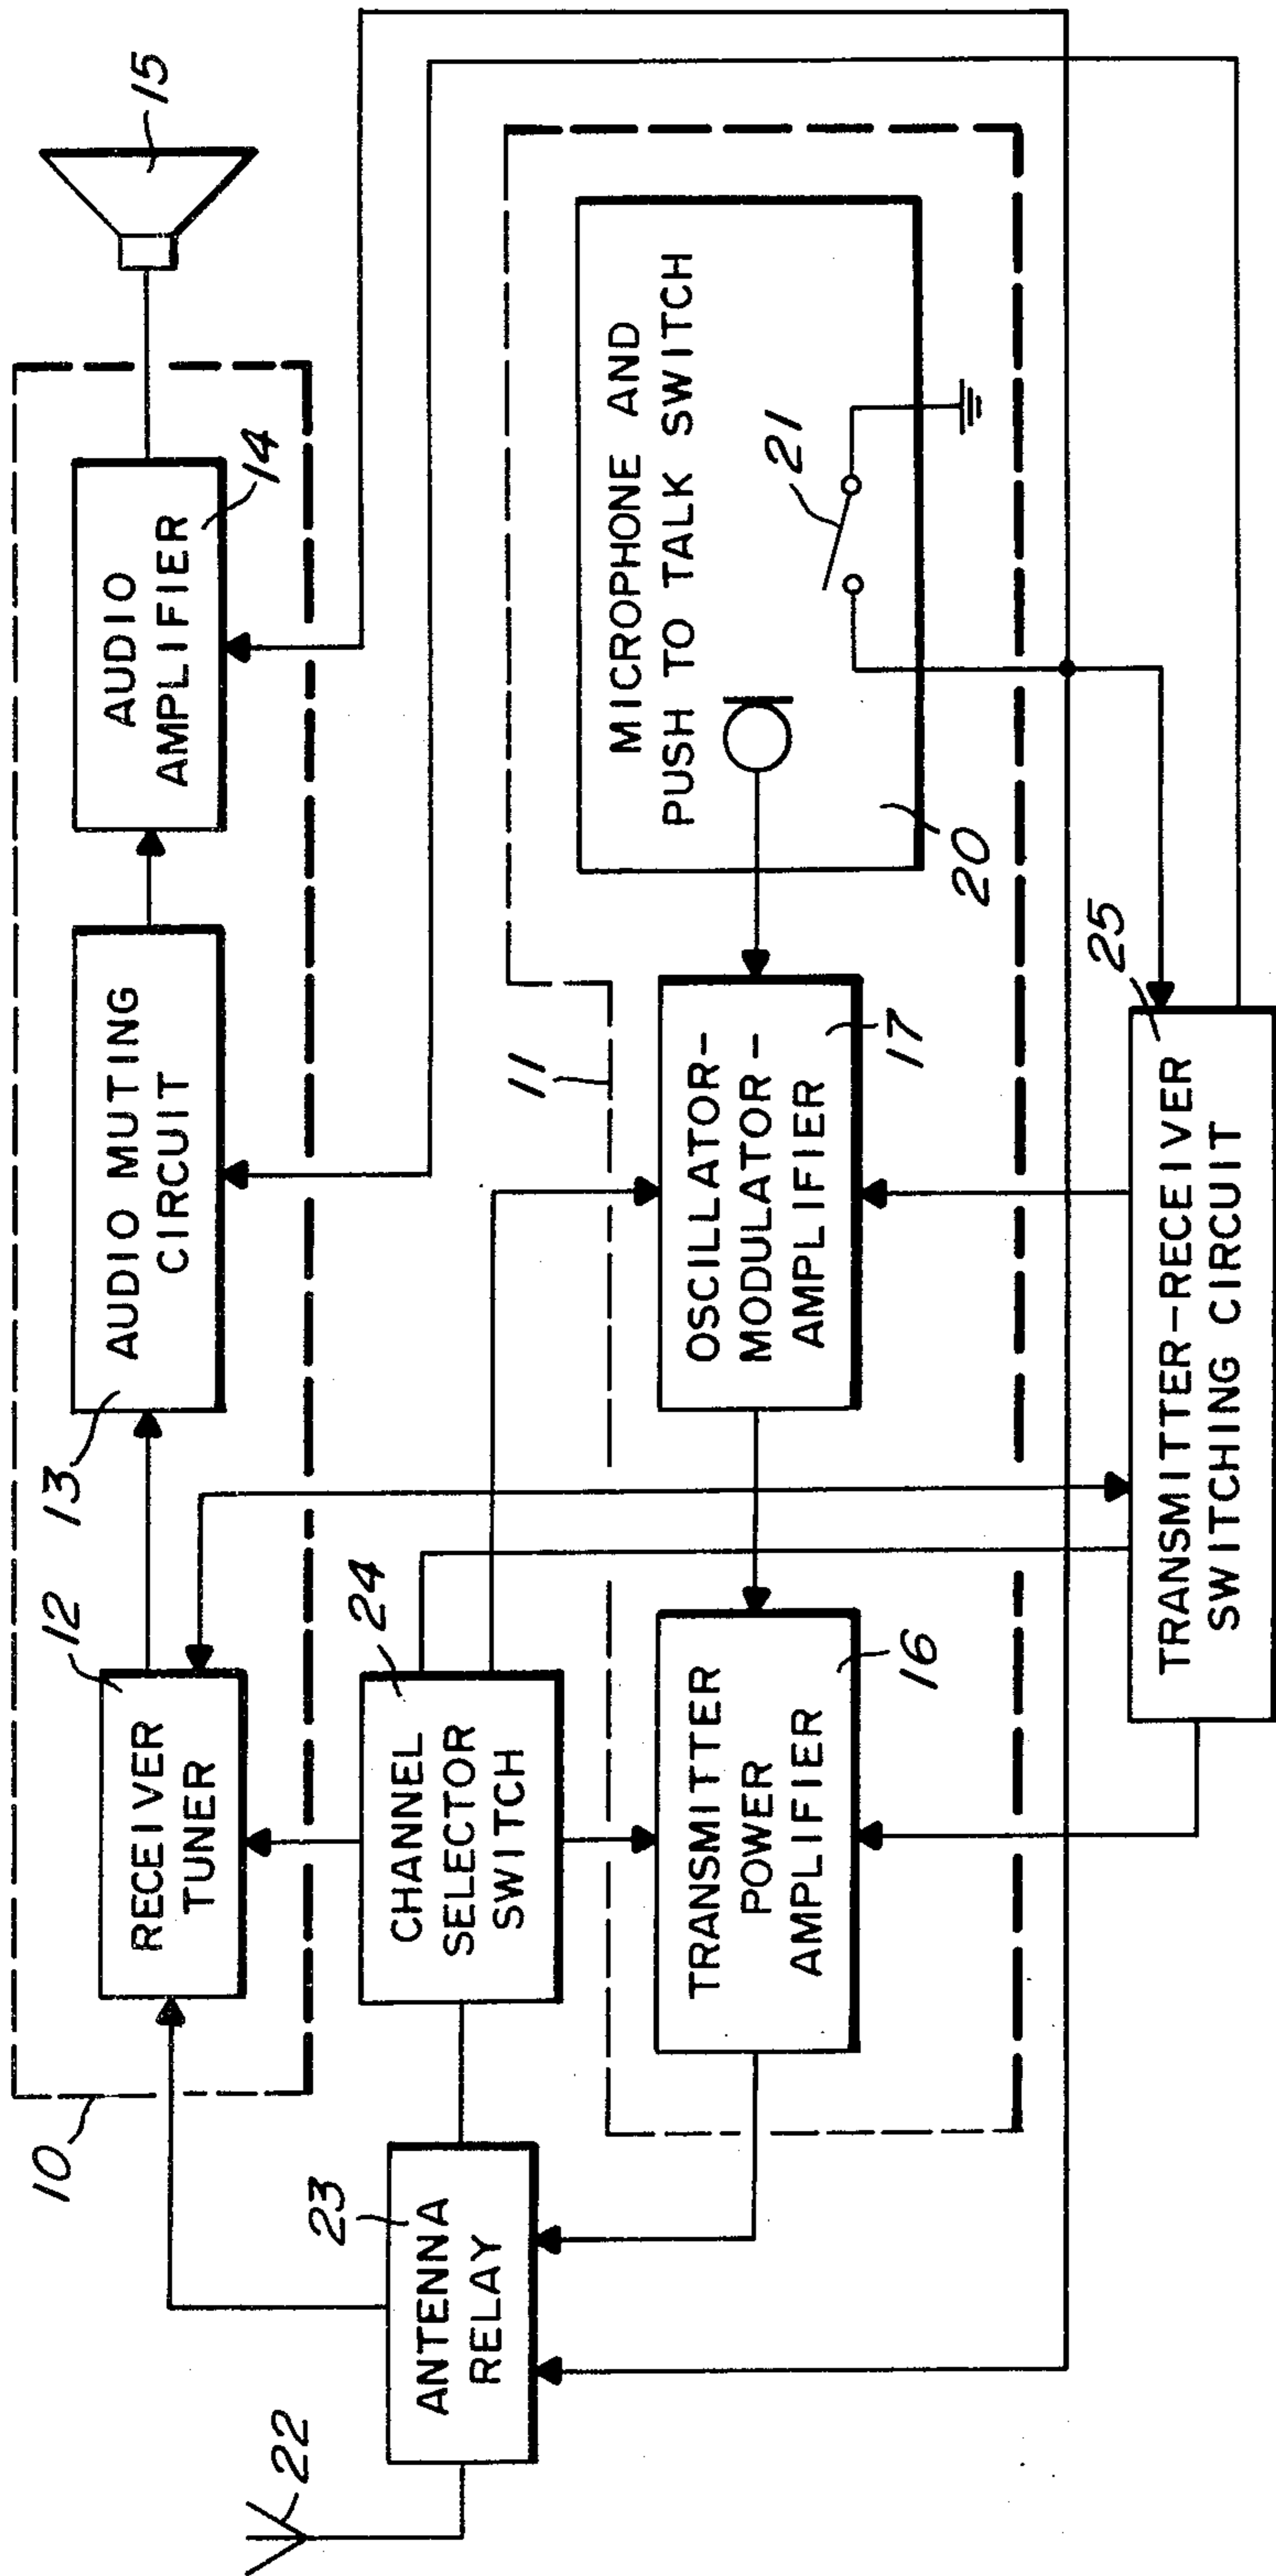 10
12
RECEIVER
TUNER
13
AUDIO MUTING
CIRCUIT
AUDIO
AMPLIFIER
14
15
22
23
ANTENNA
RELAY
24
CHANNEL
SELECTOR
SWITCH
11
TRANSMITTER
POWER
AMPLIFIER
16
OSCILLATOR-
MODULATOR-
AMPLIFIER
17
MICROPHONE AND
PUSH TO TALK SWITCH
21
20
25
TRANSMITTER-RECEIVER
SWITCHING CIRCUIT